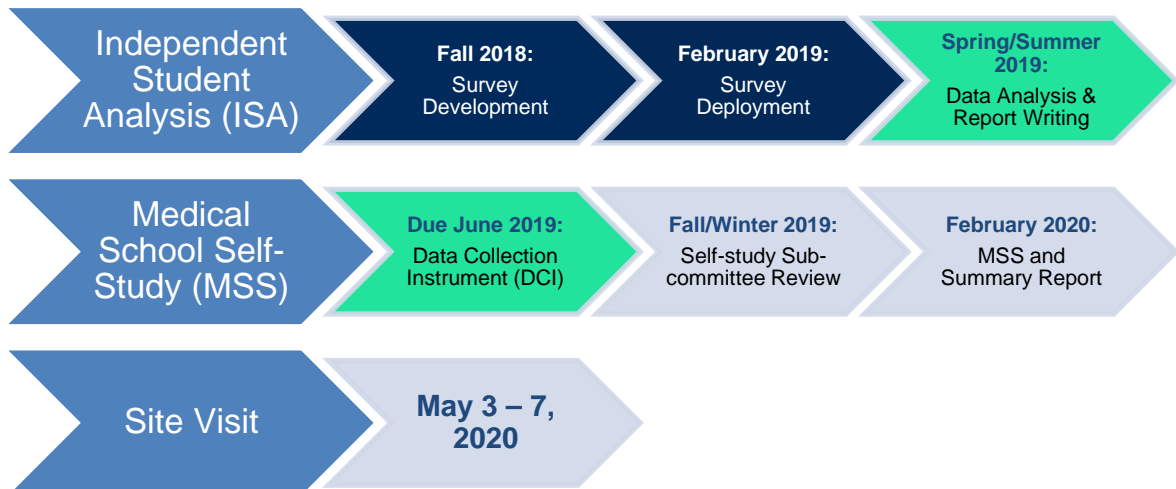 Independent
Student
Analysis (ISA)
Fall 2018:
Survey
Development
February 2019:
Survey
Deployment
Spring/Summer
2019:
Data Analysis &
Report Writing
Medical
School Self-
Study (MSS)
Due June 2019:
Data Collection
Instrument (DCI)
Fall/Winter 2019:
Self-study Sub-
committee Review
February 2020:
MSS and
Summary Report
Site Visit
May 3 – 7,
2020